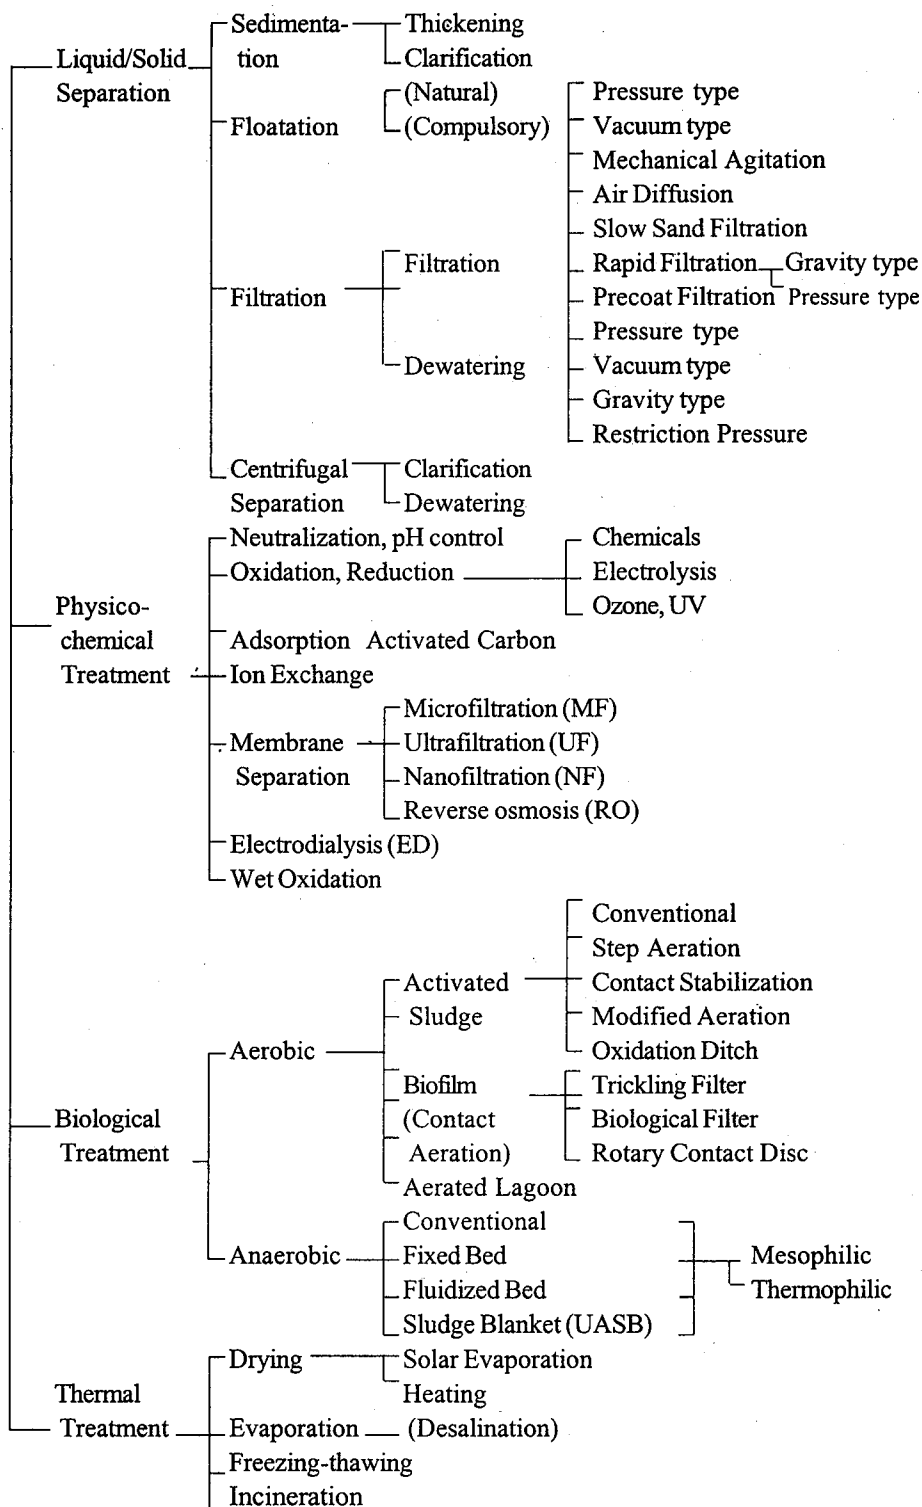 Sedimenta- Thickening
Liquid/Solid tion Clarification
Separation (Natural) Pressure type
Floatation (Compulsory) Vacuum type
Mechanical Agitation
Air Diffusion
Slow Sand Filtration
Filtration Rapid Filtration Gravity type
Filtration Precoat Filtration Pressure type
Pressure type
Dewatering Vacuum type
Gravity type
Restriction Pressure
Centrifugal Clarification
Separation Dewatering
Neutralization, pH control Chemicals
Oxidation, Reduction Electrolysis
Physico- Ozone, UV
chemical Adsorption Activated Carbon
Treatment Ion Exchange
Microfiltration (MF)
Membrane Ultrafiltration (UF)
Separation Nanofiltration (NF)
Reverse osmosis (RO)
Electrodialysis (ED)
Wet Oxidation
Conventional
Step Aeration
Activated Contact Stabilization
Sludge Modified Aeration
Aerobic Oxidation Ditch
Biofilm Trickling Filter
Biological (Contact Biological Filter
Treatment Aeration) Rotary Contact Disc
Aerated Lagoon
Conventional
Anaerobic Fixed Bed Mesophilic
Fluidized Bed Thermophilic
Sludge Blanket (UASB)
Drying Solar Evaporation
Thermal Heating
Treatment Evaporation (Desalination)
Freezing-thawing
Incineration